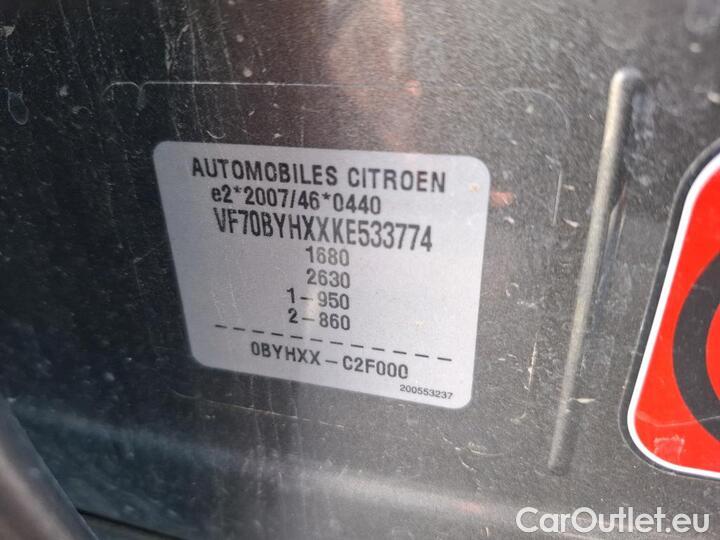 AUTOMOBILES CITROEN
e2*2007/46*0440
VF70BYHXXKE533774
1680
2630
1-950
2-860
0BYHXX-C2F000
200553237
CarOutlet.eu